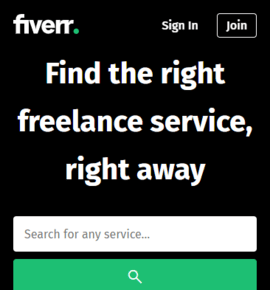 fiverr.
Sign In
Join
Find the right
freelance service,
right away
Search for any service...